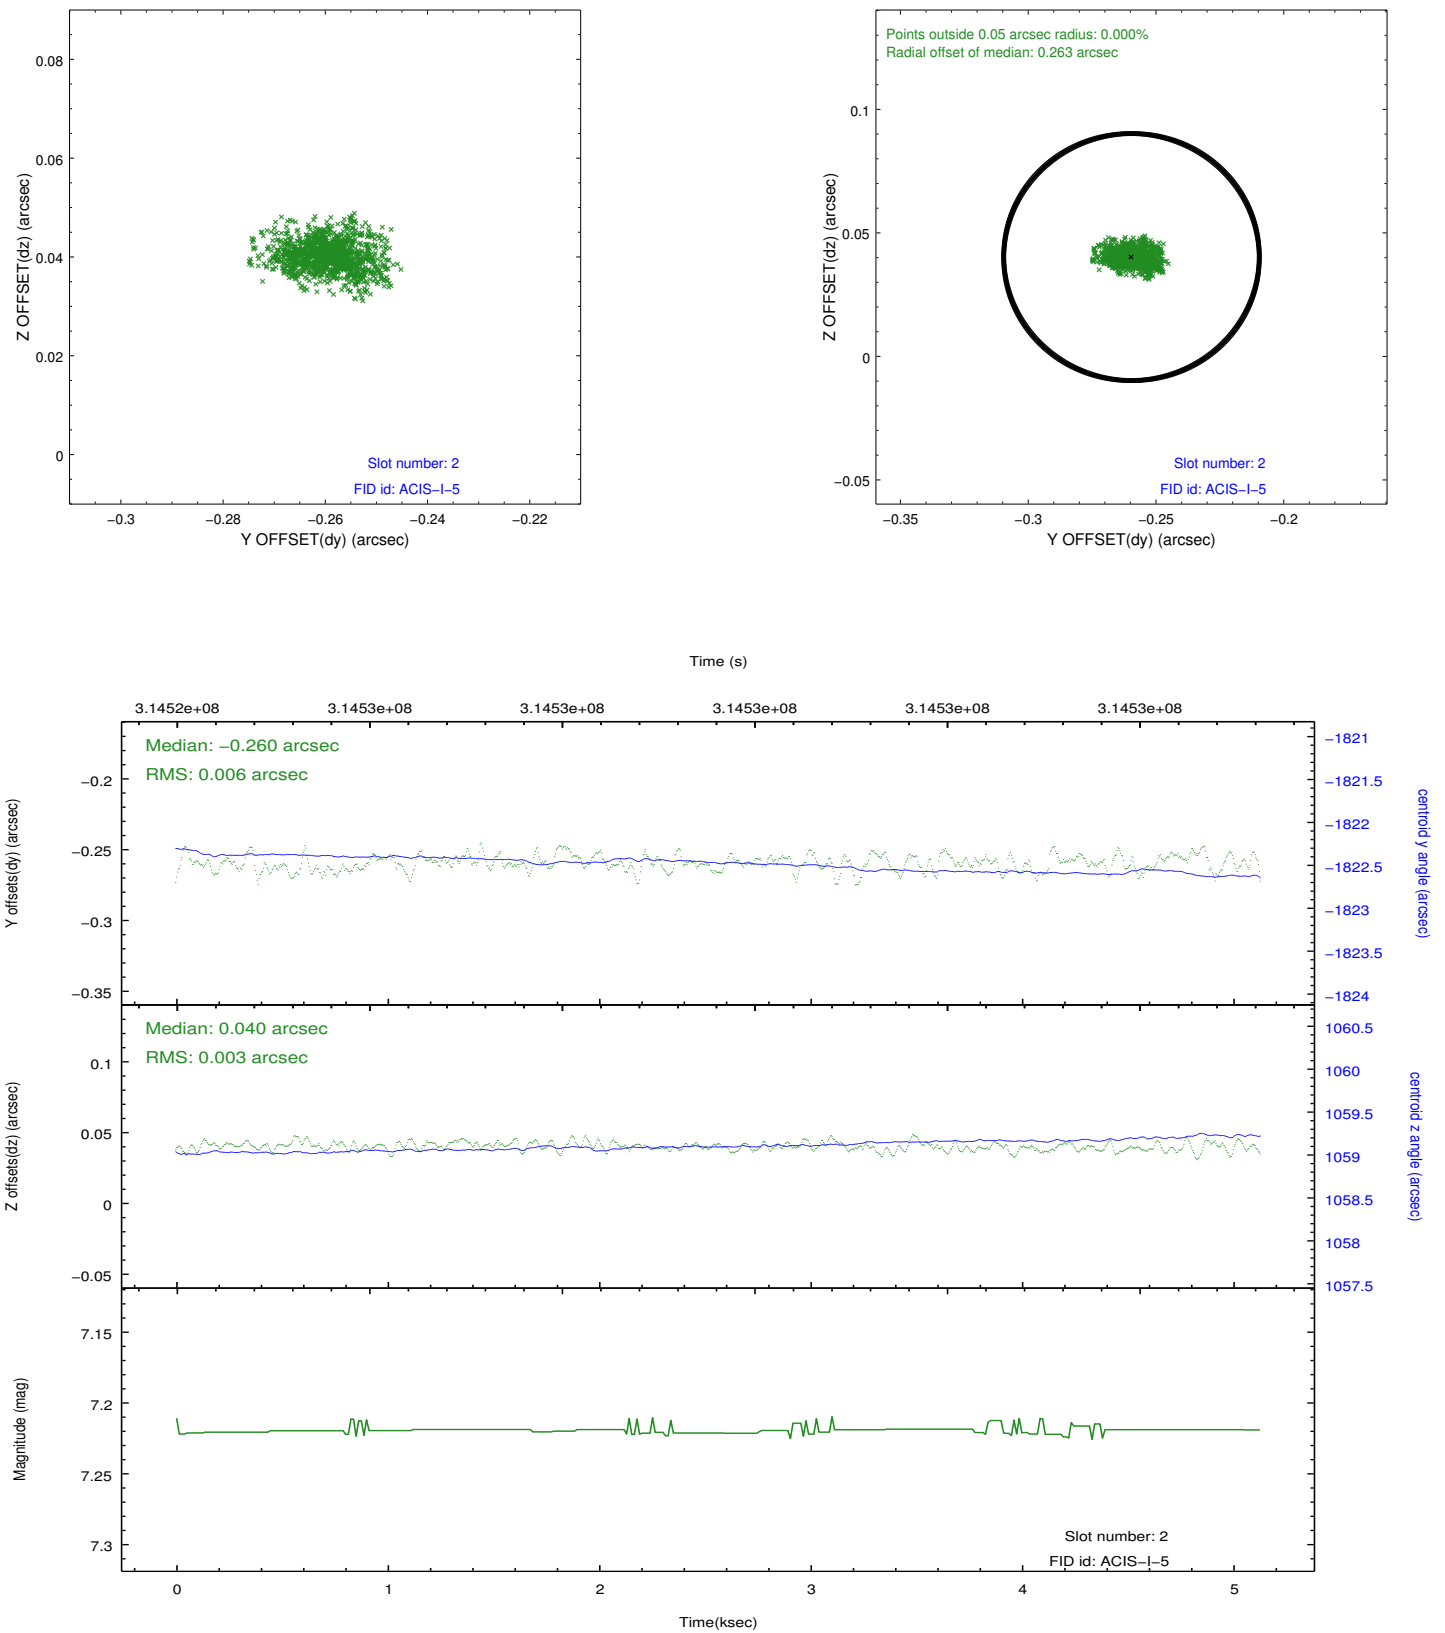 0.08
0.06
0.04
0.02
0
Z OFFSET(dz) (arcsec)
Slot number: 2
FID id: ACIS−I−5
−0.3
−0.28
−0.26
−0.24
−0.22
Y OFFSET(dy) (arcsec)
Points outside 0.05 arcsec radius: 0.000%
Radial offset of median: 0.263 arcsec
0.1
0.05
0
−0.05
Z OFFSET(dz) (arcsec)
Slot number: 2
FID id: ACIS−I−5
−0.35
−0.3
−0.25
−0.2
Y OFFSET(dy) (arcsec)
Time (s)
3.1452e+08
3.1453e+08
3.1453e+08
3.1453e+08
3.1453e+08
3.1453e+08
Median: −0.260 arcsec
RMS: 0.006 arcsec
−0.2
−0.25
−0.3
−0.35
Y offsets(dy) (arcsec)
−1821
−1821.5
−1822
−1822.5
−1823
−1823.5
−1824
centroid y angle (arcsec)
Median: 0.040 arcsec
RMS: 0.003 arcsec
0.1
0.05
0
−0.05
Z offsets(dz) (arcsec)
1060.5
1060
1059.5
1059
1058.5
1058
1057.5
centroid z angle (arcsec)
7.15
7.2
7.25
7.3
Magnitude (mag)
Slot number: 2
FID id: ACIS−I−5
0
1
2
3
4
5
Time(ksec)